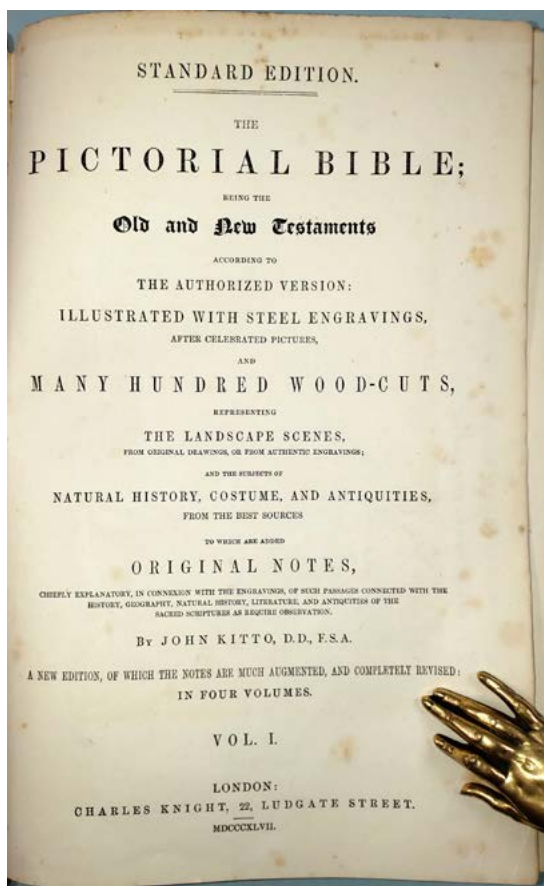 STANDARD EDITION.
THE
PICTORIAL BIBLE;
BEING THE
Old and New Testaments
ACCORDING TO
THE AUTHORIZED VERSION:
ILLUSTRATED WITH STEEL ENGRAVINGS,
AFTER CELEBRATED PICTURES,
AND
MANY HUNDRED WOOD-CUTS,
REPRESENTING
THE LANDSCAPE SCENES,
FROM ORIGINAL DRAWINGS, OR FROM AUTHENTIC ENGRAVINGS;
AND THE SUBJECTS OF
NATURAL HISTORY, COSTUME, AND ANTIQUITIES,
FROM THE BEST SOURCES
TO WHICH ARE ADDED
ORIGINAL NOTES,
CHIEFLY EXPLANATORY, IN CONNEXION WITH THE ENGRAVINGS, OF SUCH PASSAGES CONNECTED WITH THE
HISTORY, GEOGRAPHY, NATURAL HISTORY, LITERATURE, AND ANTIQUITIES OF THE
SACRED SCRIPTURES AS REQUIRE OBSERVATION.
By JOHN KITTO, D.D., F.S.A.
A NEW EDITION, OF WHICH THE NOTES ARE MUCH AUGMENTED, AND COMPLETELY REVISED:
IN FOUR VOLUMES.
VOL. I.
LONDON:
CHARLES KNIGHT, 22, LUDGATE STREET.
MDCCCXLVII.